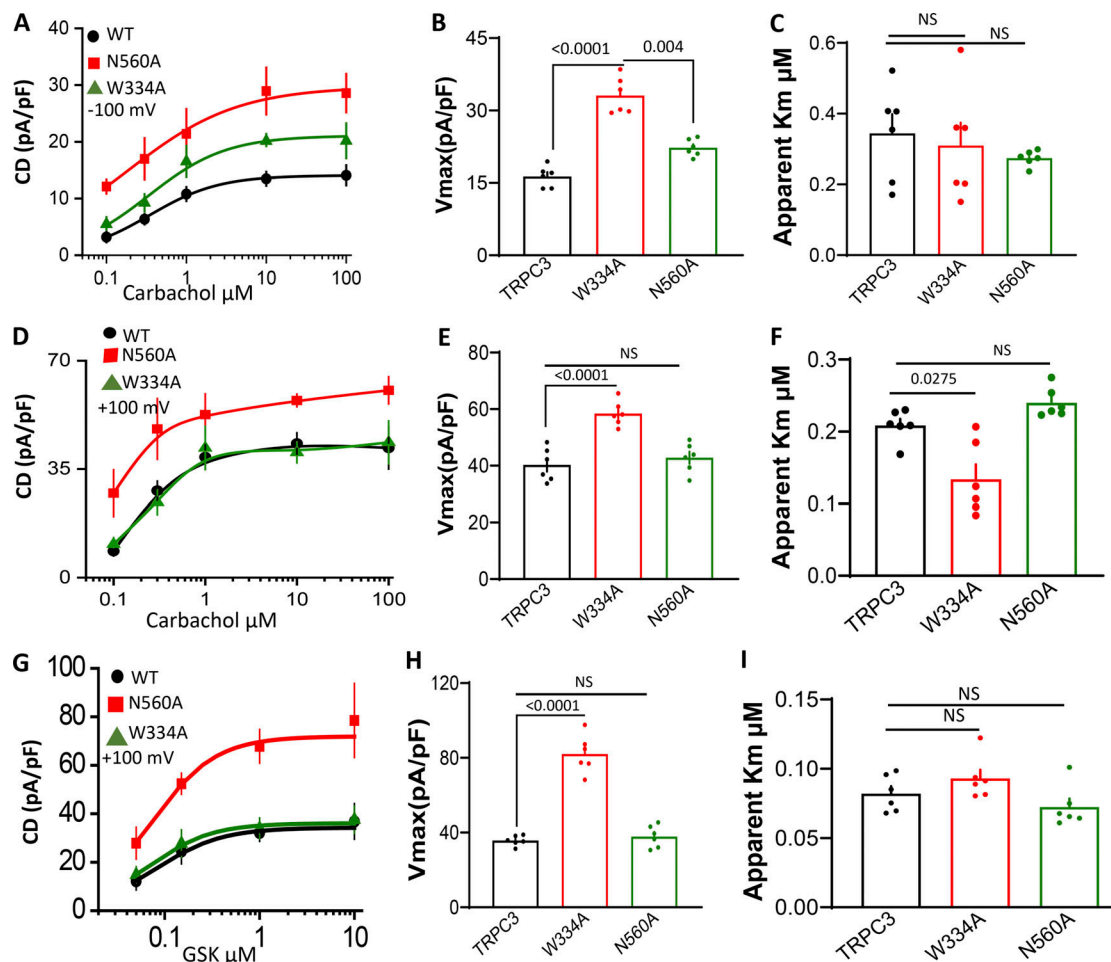 A
WT
N560A
W334A
-100 mV
CD (pA/pF)
40
30
20
10
0
0.1
1
10
100
Carbachol µM
B
<0.0001
0.004
Vmax(pA/pF)
45
30
15
0
TRPC3
W334A
N560A
C
NS
NS
Apparent Km µM
0.6
0.4
0.2
0.0
TRPC3
W334A
N560A
D
WT
N560A
W334A
+100 mV
CD (pA/pF)
70
35
0
0.1
1
10
100
Carbachol µM
E
NS
<0.0001
Vmax(pA/pF)
80
60
40
20
0
TRPC3
W334A
N560A
F
NS
0.0275
Apparent Km µM
0.3
0.2
0.1
0.0
TRPC3
W334A
N560A
G
WT
N560A
W334A
+100 mV
CD (pA/pF)
100
80
60
40
20
0
0.1
1
10
GSK µM
H
NS
<0.0001
Vmax(pA/pF)
120
80
40
0
TRPC3
W334A
N560A
I
NS
NS
Apparent Km µM
0.15
0.10
0.05
0.00
TRPC3
W334A
N560A